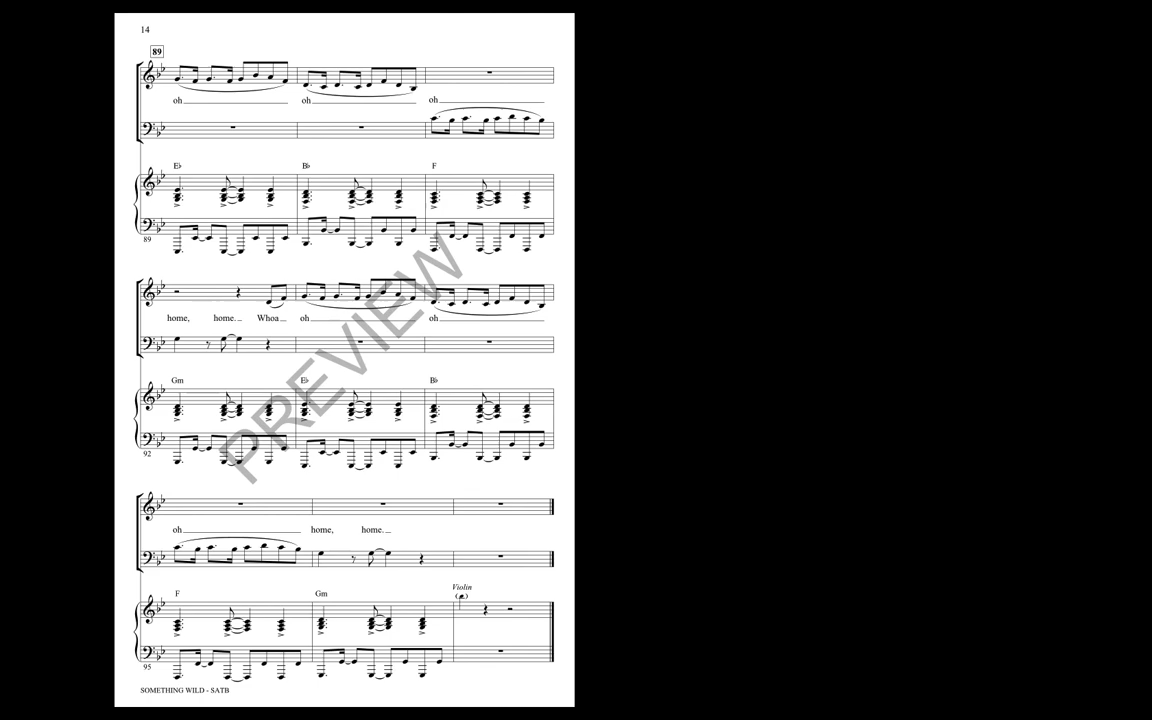 14
89
oh oh oh
E♭ B♭ F
89
home, home. Whoa oh oh
Gm E♭ B♭
92
oh home, home.
Violin
F Gm
95
SOMETHING WILD - SATB
PREVIEW